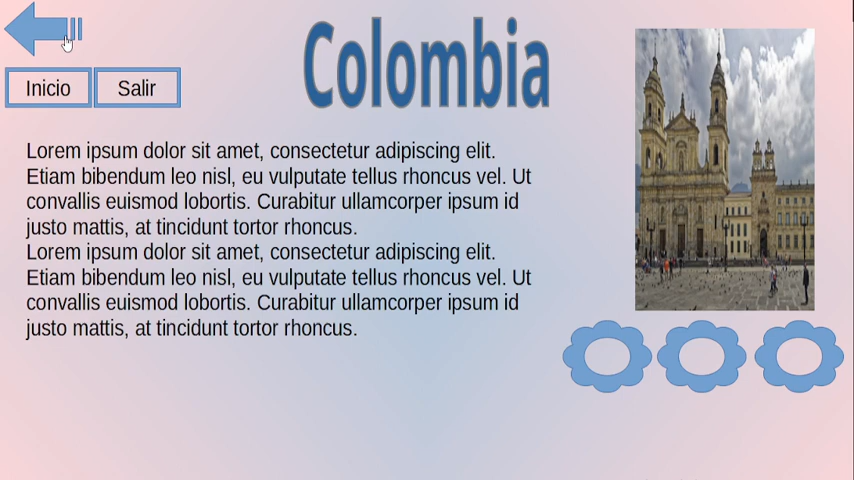 Colombia
Inicio
Salir
Lorem ipsum dolor sit amet, consectetur adipiscing elit.
Etiam bibendum leo nisl, eu vulputate tellus rhoncus vel. Ut
convallis euismod lobortis. Curabitur ullamcorper ipsum id
justo mattis, at tincidunt tortor rhoncus.
Lorem ipsum dolor sit amet, consectetur adipiscing elit.
Etiam bibendum leo nisl, eu vulputate tellus rhoncus vel. Ut
convallis euismod lobortis. Curabitur ullamcorper ipsum id
justo mattis, at tincidunt tortor rhoncus.